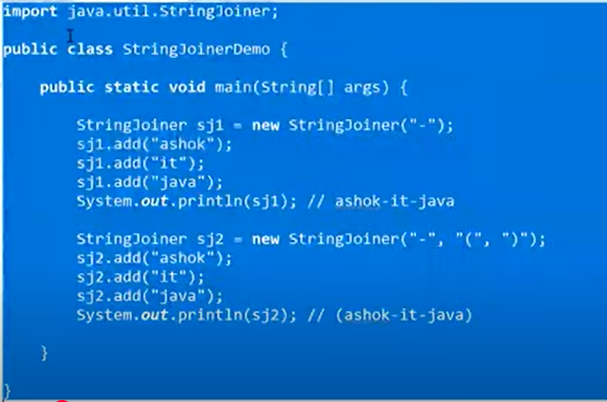 import java.util.StringJoiner;
public class StringJoinerDemo {
public static void main(String[] args) {
StringJoiner sj1 = new StringJoiner("-");
sj1.add("ashok");
sj1.add("it");
sj1.add("java");
System.out.println(sj1); // ashok-it-java
StringJoiner sj2 = new StringJoiner("-", "(", ")");
sj2.add("ashok");
sj2.add("it");
sj2.add("java");
System.out.println(sj2); // (ashok-it-java)
}
}